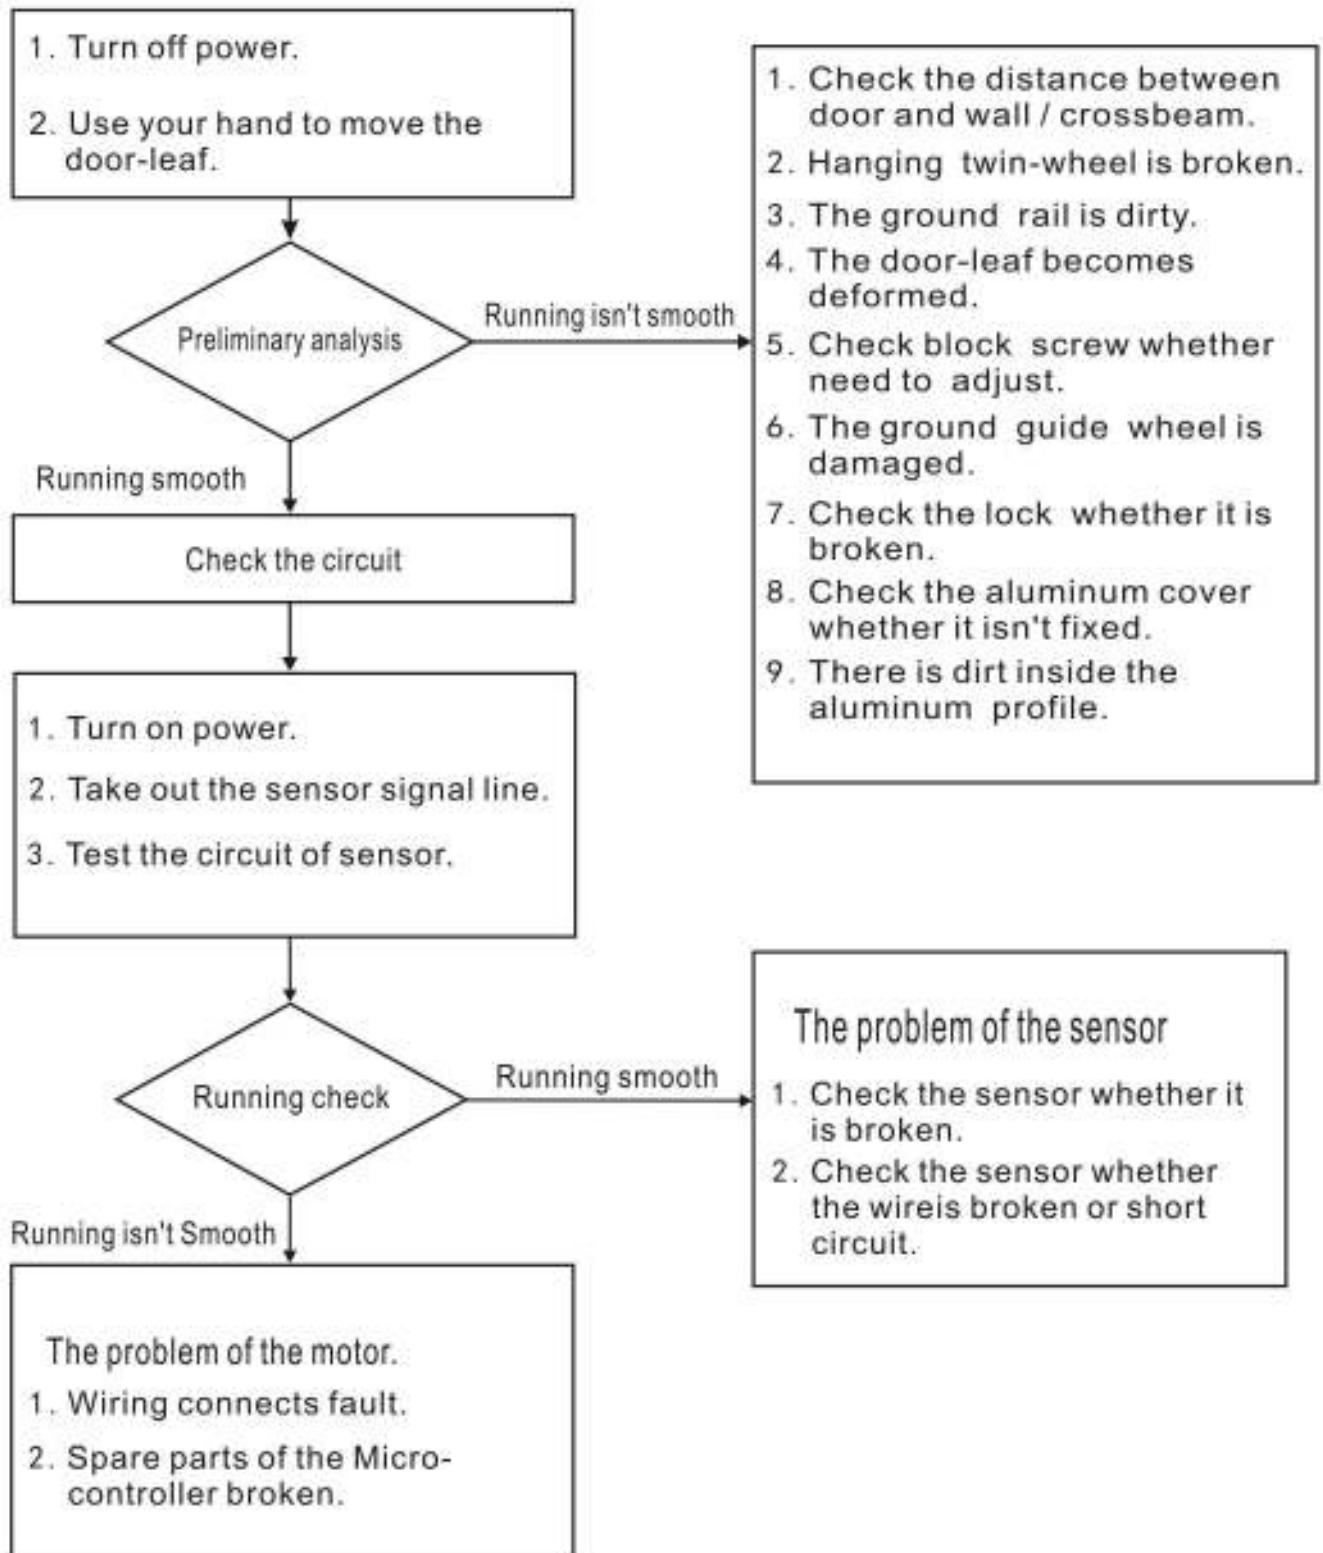 1. Turn off power.
2. Use your hand to move the
door-leaf.
Preliminary analysis
Running isn't smooth
1. Check the distance between
door and wall / crossbeam.
2. Hanging twin-wheel is broken.
3. The ground rail is dirty.
4. The door-leaf becomes
deformed.
5. Check block screw whether
need to adjust.
6. The ground guide wheel is
damaged.
7. Check the lock whether it is
broken.
8. Check the aluminum cover
whether it isn't fixed.
9. There is dirt inside the
aluminum profile.
Running smooth
Check the circuit
1. Turn on power.
2. Take out the sensor signal line.
3. Test the circuit of sensor.
Running check
Running smooth
The problem of the sensor
1. Check the sensor whether it
is broken.
2. Check the sensor whether
the wireis broken or short
circuit.
Running isn't Smooth
The problem of the motor.
1. Wiring connects fault.
2. Spare parts of the Micro-
controller broken.